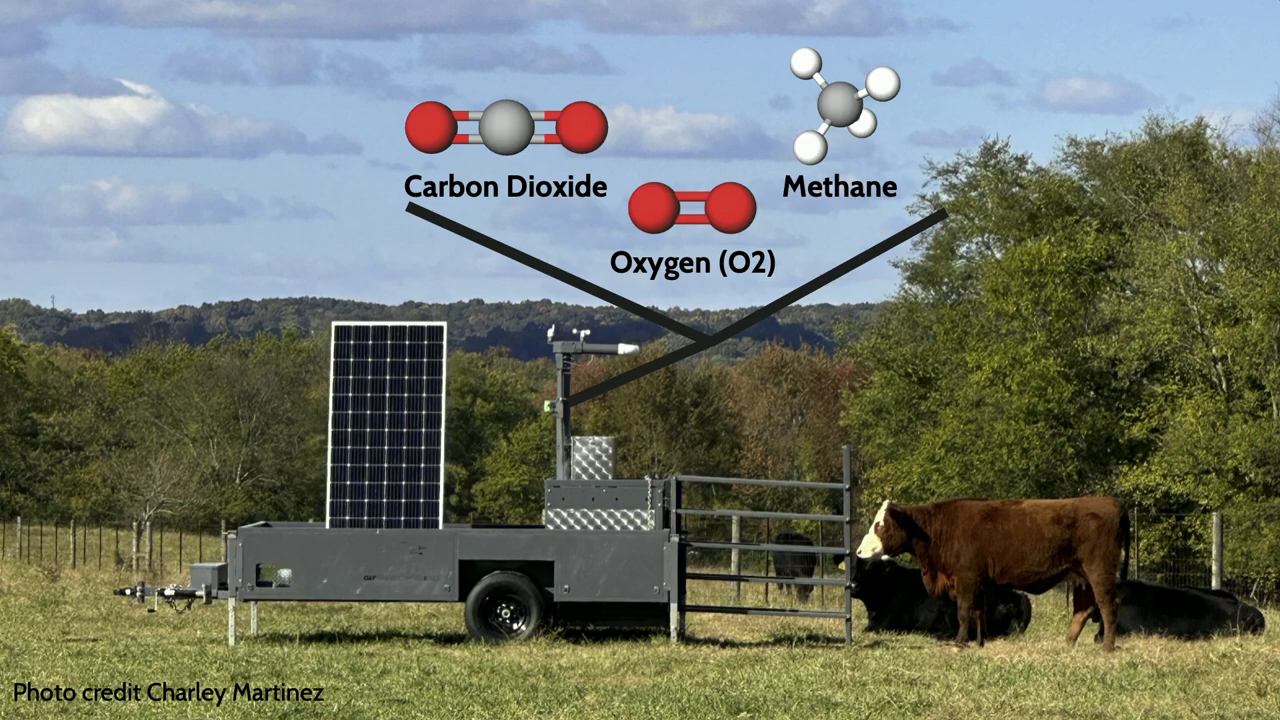 Carbon Dioxide
Methane
Oxygen (O2)
Photo credit Charley Martinez